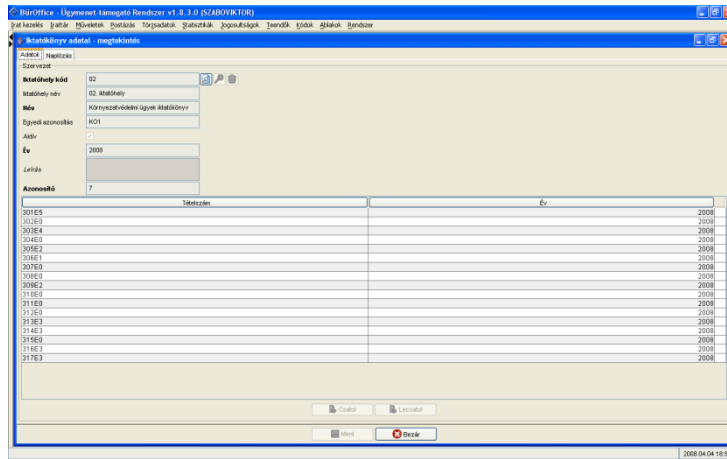 BürOffice - Ügymenet-támogató Rendszer v1.8.3.0 (SZABOVIKTOR)
Irat kezelés Irattár Műveletek Postázás Törzsadatok Statisztikák Jogosultságok Teendők Kódok Ablakok Rendszer
Iktatókönyv adatai - megtekintés
Adatok Naplózás
Szervezet
Iktatóhely kód 02
Iktatóhely név 02. iktatóhely
Név Környezetvédelmi ügyek iktatókönyv
Egyedi azonosítás KO1
Aktív
Év 2008
Leírás
Azonosító 7
Tételszám Év
301E5 2008
302E0 2008
303E4 2008
304E0 2008
305E2 2008
306E1 2008
307E0 2008
308E0 2008
309E2 2008
310E0 2008
311E0 2008
312E0 2008
313E3 2008
314E3 2008
315E0 2008
316E3 2008
317E3 2008
Csatol Lecsatol
Ment Bezár
2008.04.04 18:5